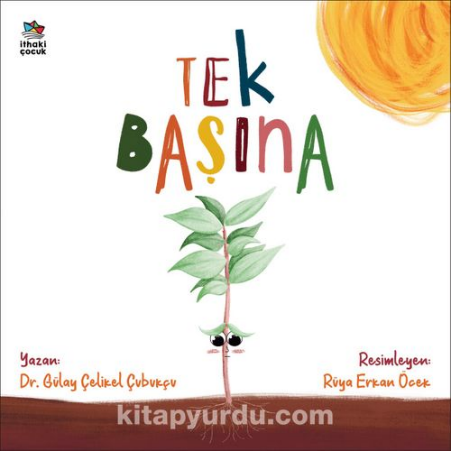 ithaki
çocuk
TEK
BAŞINA
Yazan:
Dr. Gülay Çelikel Çubukçu
Resimleyen:
Rüya Erkan Öcek
kitapyurdu.com